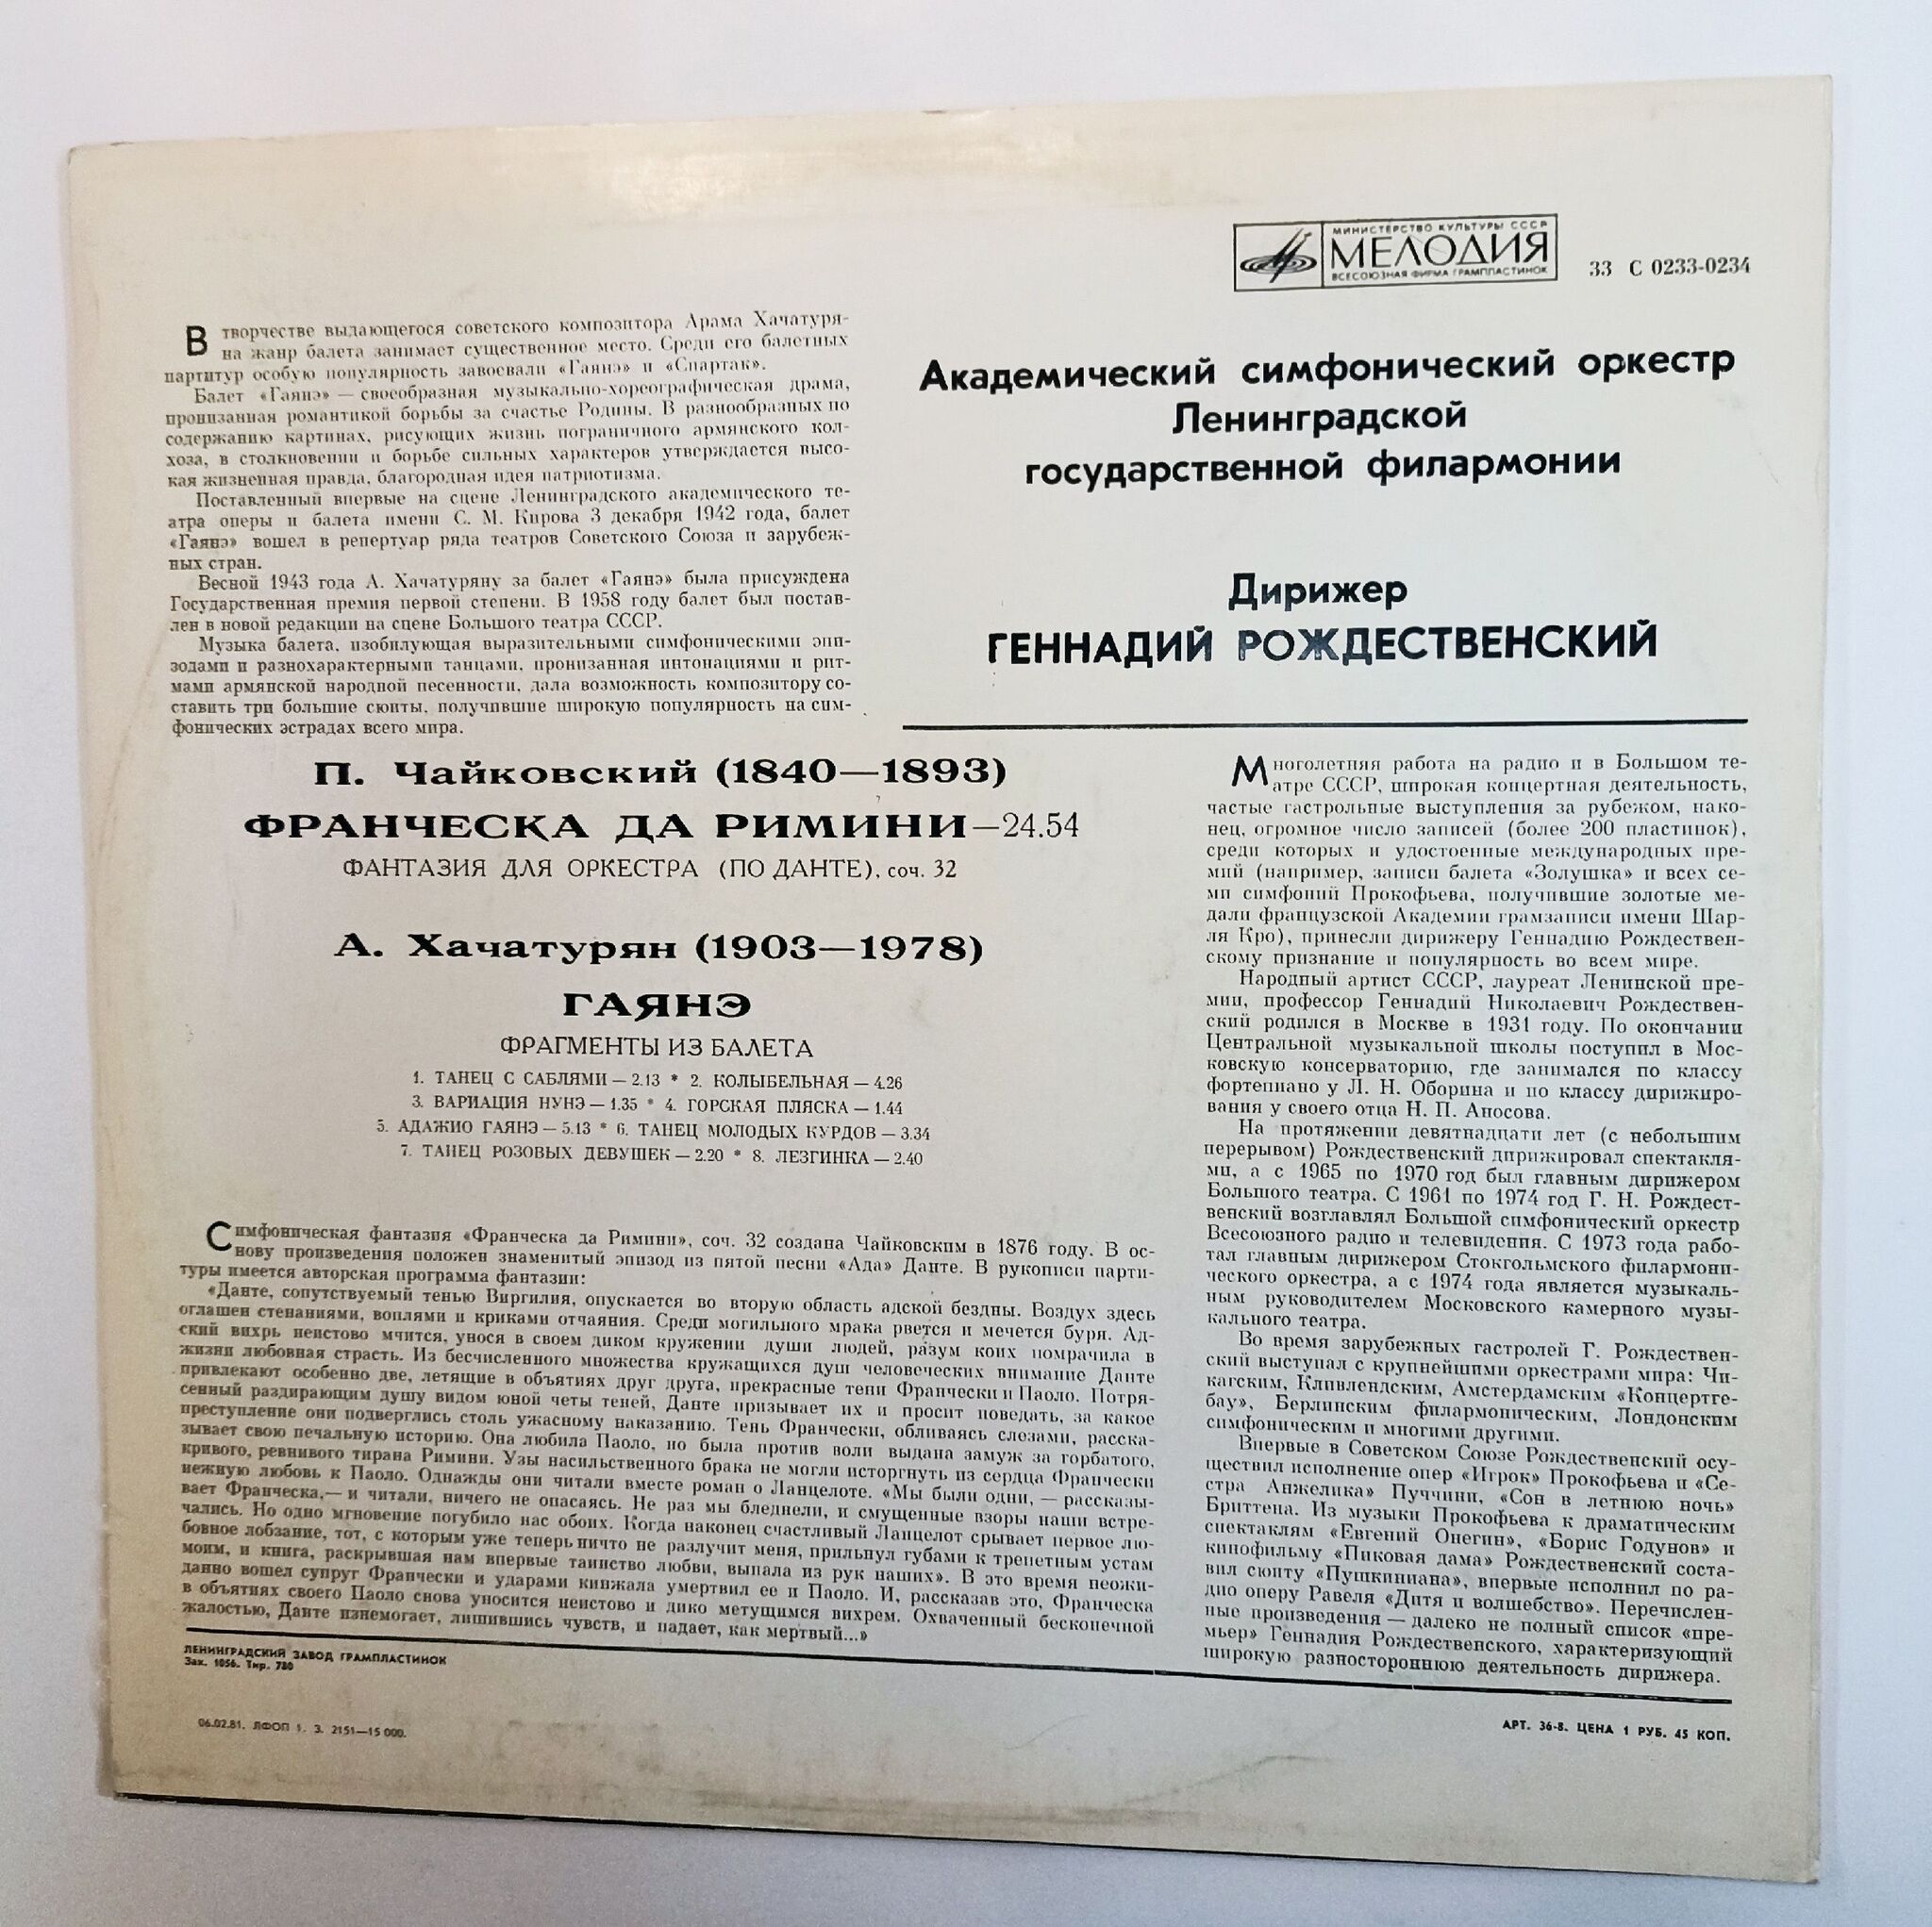 МИНИСТЕРСТВО КУЛЬТУРЫ СССР
МЕЛОДИЯ
ВСЕСОЮЗНАЯ ФИРМА ГРАМПЛАСТИНОК
33 С 0233-0234
В творчестве выдающегося советского композитора Арама Хачатуря-
на жанр балета занимает существенное место. Среди его балетных
партитур особую популярность завоевали «Гаянэ» и «Спартак».
Балет «Гаянэ» — своеобразная музыкально-хореографическая драма,
пронизанная романтикой борьбы за счастье Родины. В разнообразных по
содержанию картинах, рисующих жизнь пограничного армянского кол-
хоза, в столкновении и борьбе сильных характеров утверждается высо-
кая жизненная правда, благородная идея патриотизма.
Поставленный впервые на сцене Ленинградского академического те-
атра оперы и балета имени С. М. Кирова 3 декабря 1942 года, балет
«Гаянэ» вошел в репертуар ряда театров Советского Союза и зарубеж-
ных стран.
Весной 1943 года А. Хачатуряну за балет «Гаянэ» была присуждена
Государственная премия первой степени. В 1958 году балет был постав-
лен в новой редакции на сцене Большого театра СССР.
Музыка балета, изобилующая выразительными симфоническими эпи-
зодами и разнохарактерными танцами, пронизанная интонациями и рит-
мами армянской народной песенности, дала возможность композитору со-
ставить три большие сюиты, получившие широкую популярность на сим-
фонических эстрадах всего мира.
Академический симфонический оркестр
Ленинградской
государственной филармонии
Дирижер
ГЕННАДИЙ РОЖДЕСТВЕНСКИЙ
П. Чайковский (1840—1893)
ФРАНЧЕСКА ДА РИМИНИ—24.54
ФАНТАЗИЯ ДЛЯ ОРКЕСТРА (ПО ДАНТЕ), соч. 32
А. Хачатурян (1903—1978)
ГАЯНЭ
ФРАГМЕНТЫ ИЗ БАЛЕТА
1. ТАНЕЦ С САБЛЯМИ — 2.13 * 2. КОЛЫБЕЛЬНАЯ — 4.26
3. ВАРИАЦИЯ НУНЭ — 1.35 * 4. ГОРСКАЯ ПЛЯСКА — 1.44
5. АДАЖИО ГАЯНЭ — 5.13 * 6. ТАНЕЦ МОЛОДЫХ КУРДОВ — 3.34
7. ТАНЕЦ РОЗОВЫХ ДЕВУШЕК — 2.20 * 8. ЛЕЗГИНКА — 2.40
Симфоническая фантазия «Франческа да Римини», соч. 32 создана Чайковским в 1876 году. В ос-
нову произведения положен знаменитый эпизод из пятой песни «Ада» Данте. В рукописи парти-
туры имеется авторская программа фантазии:
«Данте, сопутствуемый тенью Виргилия, опускается во вторую область адской бездны. Воздух здесь
оглашен стенаниями, воплями и криками отчаяния. Среди могильного мрака рвется и мечется буря. Ад-
ский вихрь неистово мчится, унося в своем диком кружении души людей, разум коих помрачила в
жизни любовная страсть. Из бесчисленного множества кружащихся душ человеческих внимание Данте
привлекают особенно две, летящие в объятиях друг друга, прекрасные тени Франчески и Паоло. Потря-
сенный раздирающим душу видом юной четы теней, Данте призывает их и просит поведать, за какое
преступление они подверглись столь ужасному наказанию. Тень Франчески, обливаясь слезами, расска-
зывает свою печальную историю. Она любила Паоло, но была против воли выдана замуж за горбатого,
кривого, ревнивого тирана Римини. Узы насильственного брака не могли исторгнуть из сердца Франчески
нежную любовь к Паоло. Однажды они читали вместе роман о Ланцелоте. «Мы были одни, — рассказы-
вает Франческа,— и читали, ничего не опасаясь. Не раз мы бледнели, и смущенные взоры наши встре-
чались. Но одно мгновение погубило нас обоих. Когда наконец счастливый Ланцелот срывает первое лю-
бовное лобзание, тот, с которым уже теперь ничто не разлучит меня, прильнул губами к трепетным устам
моим, и книга, раскрывшая нам впервые таинство любви, выпала из рук наших». В это время неожи-
данно вошел супруг Франчески и ударами кинжала умертвил ее и Паоло. И, рассказав это, Франческа
в объятиях своего Паоло снова уносится неистово и дико метущимся вихрем. Охваченный бесконечной
жалостью, Данте изнемогает, лишившись чувств, и падает, как мертвый...»
Многолетняя работа на радио и в Большом те-
атре СССР, широкая концертная деятельность,
частые гастрольные выступления за рубежом, нако-
нец, огромное число записей (более 200 пластинок),
среди которых и удостоенные международных пре-
мий (например, записи балета «Золушка» и всех се-
ми симфоний Прокофьева, получившие золотые ме-
дали французской Академии грамзаписи имени Шар-
ля Кро), принесли дирижеру Геннадию Рождествен-
скому признание и популярность во всем мире.
Народный артист СССР, лауреат Ленинской пре-
мии, профессор Геннадий Николаевич Рождествен-
ский родился в Москве в 1931 году. По окончании
Центральной музыкальной школы поступил в Мос-
ковскую консерваторию, где занимался по классу
фортепиано у Л. Н. Оборина и по классу дирижиро-
вания у своего отца Н. П. Аносова.
На протяжении девятнадцати лет (с небольшим
перерывом) Рождественский дирижировал спектакля-
ми, а с 1965 по 1970 год был главным дирижером
Большого театра. С 1961 по 1974 год Г. Н. Рождест-
венский возглавлял Большой симфонический оркестр
Всесоюзного радио и телевидения. С 1973 года рабо-
тал главным дирижером Стокгольмского филармони-
ческого оркестра, а с 1974 года является музыкаль-
ным руководителем Московского камерного музы-
кального театра.
Во время зарубежных гастролей Г. Рождествен-
ский выступал с крупнейшими оркестрами мира: Чи-
кагским, Кливлендским, Амстердамским «Концертге-
бау», Берлинским филармоническим, Лондонским
симфоническим и многими другими.
Впервые в Советском Союзе Рождественский осу-
ществил исполнение опер «Игрок» Прокофьева и «Се-
стра Анжелика» Пуччини, «Сон в летнюю ночь»
Бриттена. Из музыки Прокофьева к драматическим
спектаклям «Евгений Онегин», «Борис Годунов» и
кинофильму «Пиковая дама» Рождественский соста-
вил сюиту «Пушкиниана», впервые исполнил по ра-
дио оперу Равеля «Дитя и волшебство». Перечислен-
ные произведения — далеко не полный список «пре-
мьер» Геннадия Рождественского, характеризующий
широкую разностороннюю деятельность дирижера.
ЛЕНИНГРАДСКИЙ ЗАВОД ГРАМПЛАСТИНОК
Зак. 1056. Тир. 780
06.02.81. ЛФОП 1. З. 2151—15 000.
АРТ. 36-8. ЦЕНА 1 РУБ. 45 КОП.